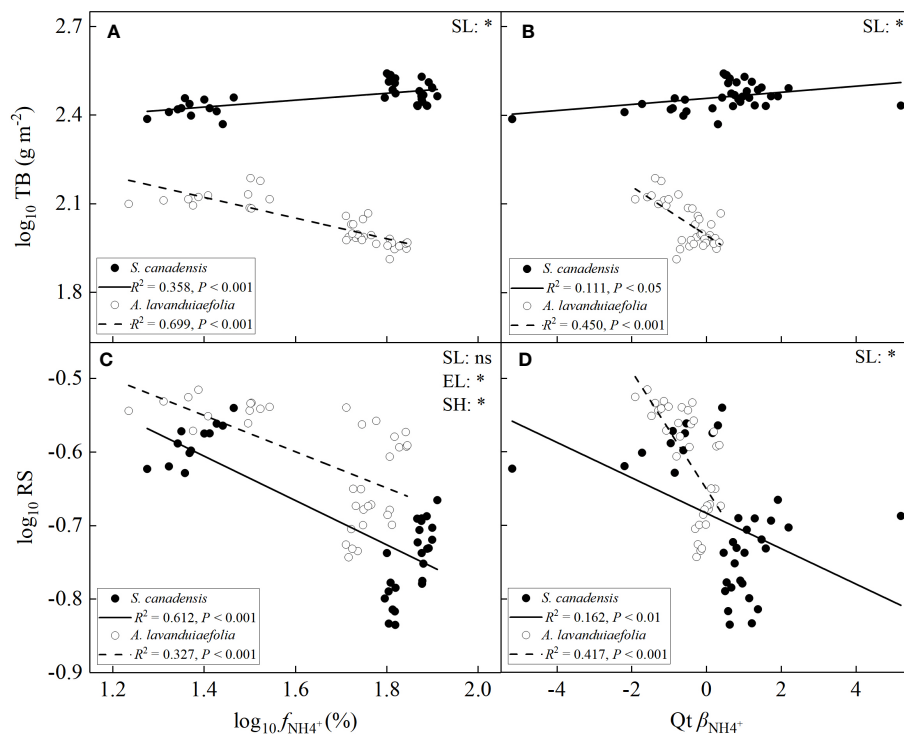 A
SL: *
B
SL: *
2.7
2.4
2.1
1.8
log₁₀ TB (g m⁻²)
S. canadensis
R² = 0.358, P < 0.001
A. lavanduiaefolia
R² = 0.699, P < 0.001
S. canadensis
R² = 0.111, P < 0.05
A. lavanduiaefolia
R² = 0.450, P < 0.001
C
SL: ns
EL: *
SH: *
D
SL: *
-0.5
-0.6
-0.7
-0.8
-0.9
log₁₀ RS
S. canadensis
R² = 0.612, P < 0.001
A. lavanduiaefolia
R² = 0.327, P < 0.001
S. canadensis
R² = 0.162, P < 0.01
A. lavanduiaefolia
R² = 0.417, P < 0.001
1.2 1.4 1.6 1.8 2.0
-4 -2 0 2 4
log₁₀ f NH4⁺ (%)
Qt β NH4⁺